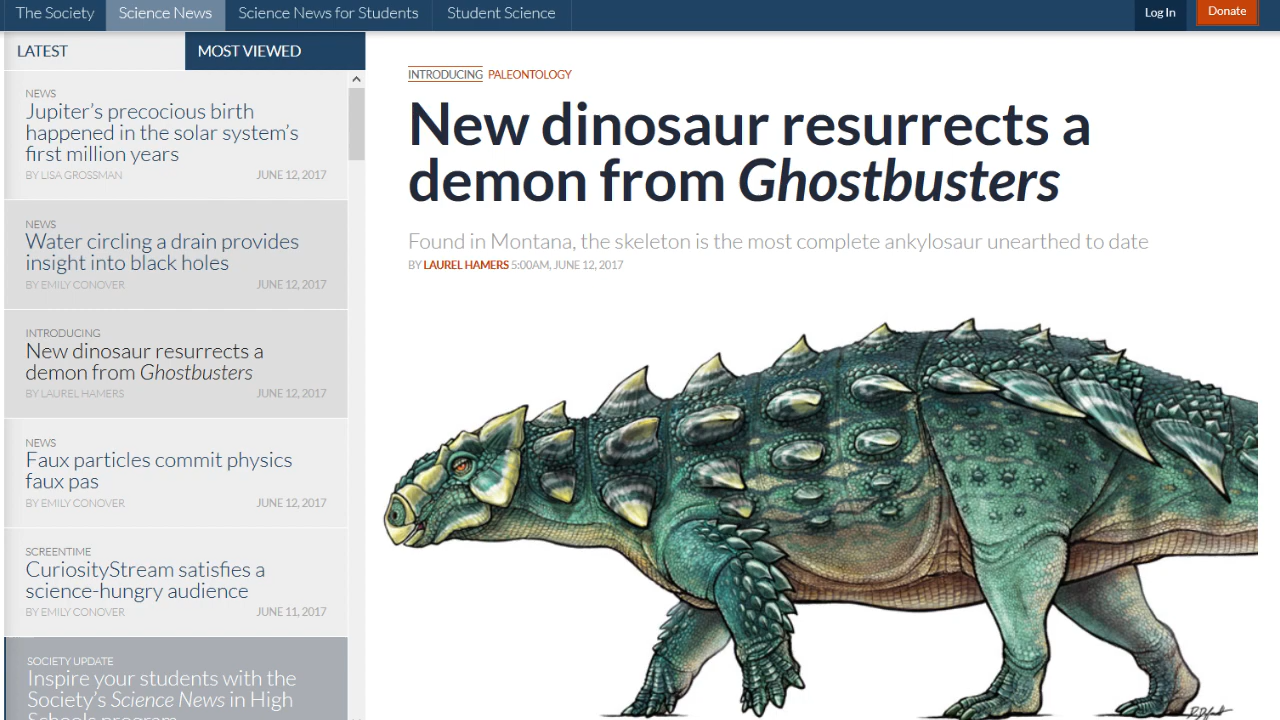 The Society
Science News
Science News for Students
Student Science
Log In
Donate
LATEST
MOST VIEWED
NEWS
Jupiter's precocious birth
happened in the solar system's
first million years
BY LISA GROSSMAN JUNE 12, 2017
NEWS
Water circling a drain provides
insight into black holes
BY EMILY CONOVER JUNE 12, 2017
INTRODUCING
New dinosaur resurrects a
demon from Ghostbusters
BY LAUREL HAMERS JUNE 12, 2017
NEWS
Faux particles commit physics
faux pas
BY EMILY CONOVER JUNE 12, 2017
SCREENTIME
CuriosityStream satisfies a
science-hungry audience
BY EMILY CONOVER JUNE 11, 2017
SOCIETY UPDATE
Inspire your students with the
Society's Science News in High
Schools program
INTRODUCING PALEONTOLOGY
New dinosaur resurrects a
demon from Ghostbusters
Found in Montana, the skeleton is the most complete ankylosaur unearthed to date
BY LAUREL HAMERS 5:00AM, JUNE 12, 2017